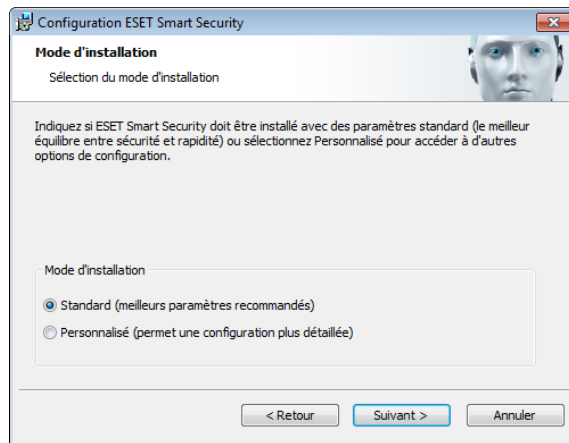 Configuration ESET Smart Security
Mode d'installation
Sélection du mode d'installation
Indiquez si ESET Smart Security doit être installé avec des paramètres standard (le meilleur
équilibre entre sécurité et rapidité) ou sélectionnez Personnalisé pour accéder à d'autres
options de configuration.
Mode d'installation
Standard (meilleurs paramètres recommandés)
Personnalisé (permet une configuration plus détaillée)
< Retour
Suivant >
Annuler